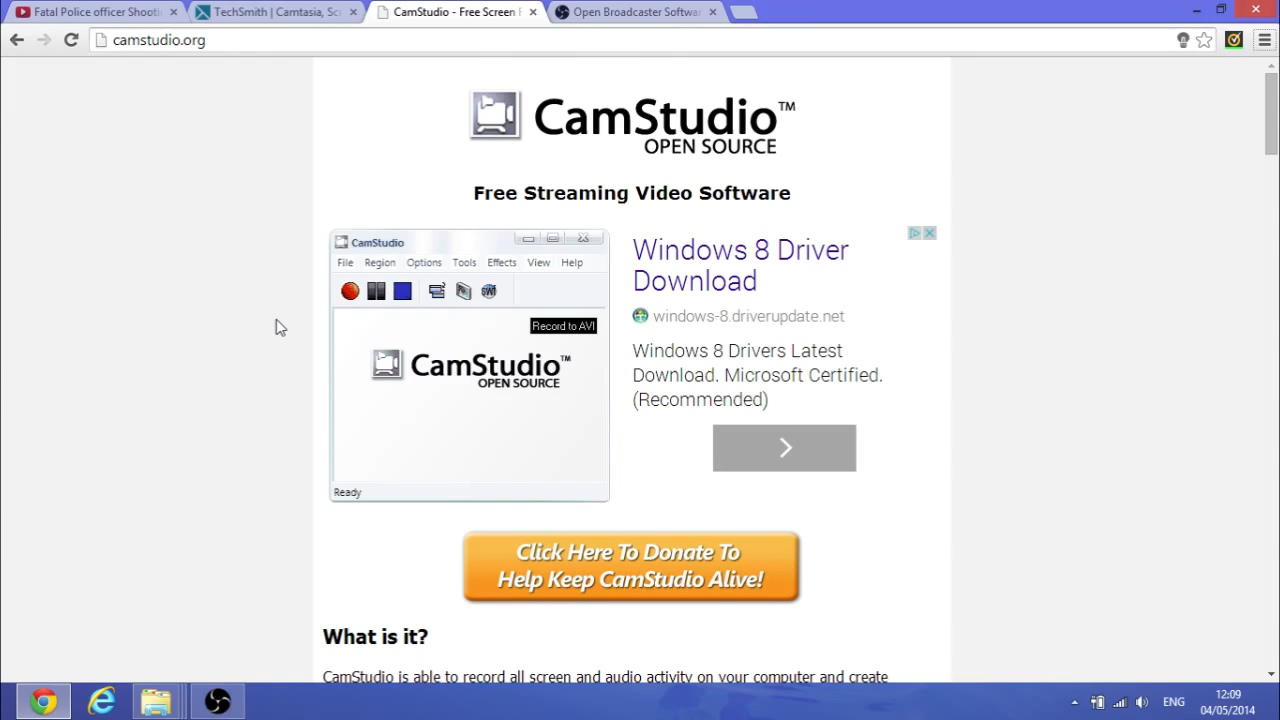 Fatal Police officer Shooti
TechSmith | Camtasia, Sc
CamStudio - Free Screen R
Open Broadcaster Softwar
camstudio.org
CamStudio™
OPEN SOURCE
Free Streaming Video Software
CamStudio
File Region Options Tools Effects View Help
Record to AVI
CamStudio™
OPEN SOURCE
Ready
Windows 8 Driver
Download
windows-8.driverupdate.net
Windows 8 Drivers Latest
Download. Microsoft Certified.
(Recommended)
Click Here To Donate To
Help Keep CamStudio Alive!
What is it?
CamStudio is able to record all screen and audio activity on your computer and create
ENG
12:09
04/05/2014